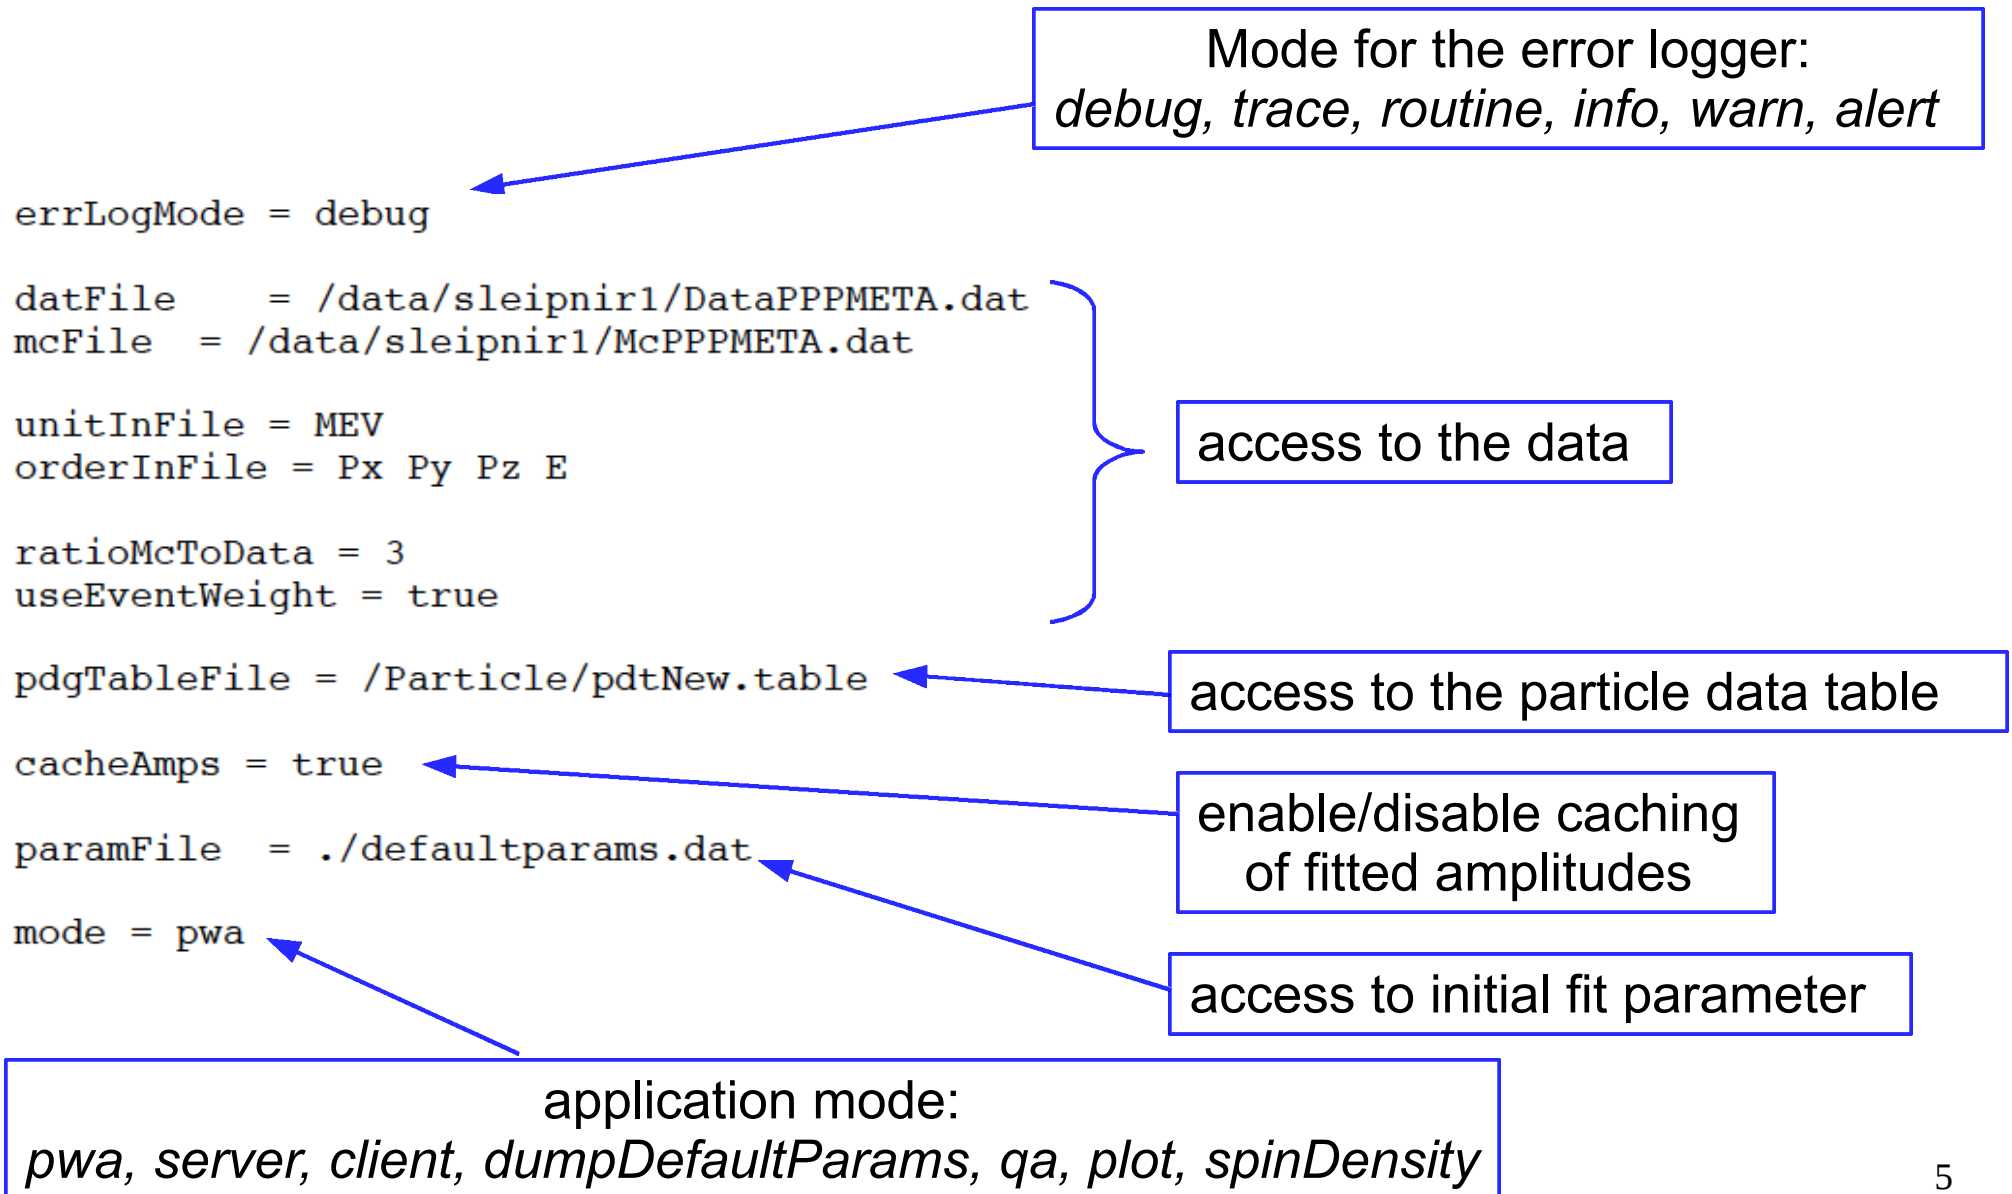 Mode for the error logger:
debug, trace, routine, info, warn, alert
errLogMode = debug
datFile    = /data/sleipnir1/DataPPPMETA.dat
mcFile  = /data/sleipnir1/McPPPMETA.dat
unitInFile = MEV
orderInFile = Px Py Pz E
access to the data
ratioMcToData = 3
useEventWeight = true
pdgTableFile = /Particle/pdtNew.table
access to the particle data table
cacheAmps = true
enable/disable caching
of fitted amplitudes
paramFile  = ./defaultparams.dat
mode = pwa
access to initial fit parameter
application mode:
pwa, server, client, dumpDefaultParams, qa, plot, spinDensity
5